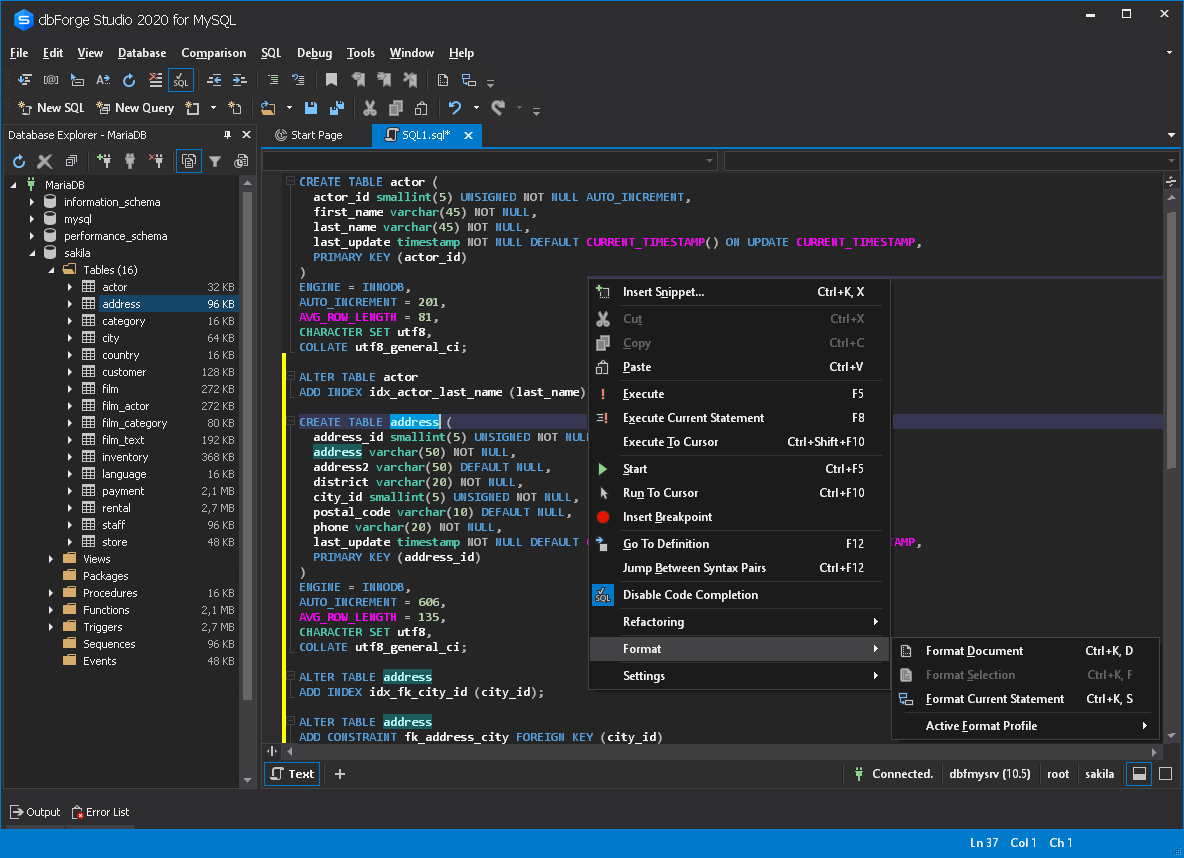 dbForge Studio 2020 for MySQL
File Edit View Database Comparison SQL Debug Tools Window Help
New SQL New Query
Database Explorer - MariaDB
Start Page SQL1.sql*
MariaDB
information_schema
mysql
performance_schema
sakila
Tables (16)
actor 32 KB
address 96 KB
category 16 KB
city 64 KB
country 16 KB
customer 128 KB
film 272 KB
film_actor 272 KB
film_category 80 KB
film_text 192 KB
inventory 368 KB
language 16 KB
payment 2,1 MB
rental 2,7 MB
staff 96 KB
store 48 KB
Views
Packages
Procedures 16 KB
Functions 2,1 MB
Triggers 2,7 MB
Sequences 96 KB
Events 48 KB
CREATE TABLE actor (
actor_id smallint(5) UNSIGNED NOT NULL AUTO_INCREMENT,
first_name varchar(45) NOT NULL,
last_name varchar(45) NOT NULL,
last_update timestamp NOT NULL DEFAULT CURRENT_TIMESTAMP() ON UPDATE CURRENT_TIMESTAMP,
PRIMARY KEY (actor_id)
)
ENGINE = INNODB,
AUTO_INCREMENT = 201,
AVG_ROW_LENGTH = 81,
CHARACTER SET utf8,
COLLATE utf8_general_ci;
ALTER TABLE actor
ADD INDEX idx_actor_last_name (last_name)
CREATE TABLE address (
address_id smallint(5) UNSIGNED NOT NULL
address varchar(50) NOT NULL,
address2 varchar(50) DEFAULT NULL,
district varchar(20) NOT NULL,
city_id smallint(5) UNSIGNED NOT NULL,
postal_code varchar(10) DEFAULT NULL,
phone varchar(20) NOT NULL,
last_update timestamp NOT NULL DEFAULT AMP,
PRIMARY KEY (address_id)
)
ENGINE = INNODB,
AUTO_INCREMENT = 606,
AVG_ROW_LENGTH = 135,
CHARACTER SET utf8,
COLLATE utf8_general_ci;
ALTER TABLE address
ADD INDEX idx_fk_city_id (city_id);
ALTER TABLE address
ADD CONSTRAINT fk_address_city FOREIGN KEY (city_id)
Insert Snippet... Ctrl+K, X
Cut Ctrl+X
Copy Ctrl+C
Paste Ctrl+V
Execute F5
Execute Current Statement F8
Execute To Cursor Ctrl+Shift+F10
Start Ctrl+F5
Run To Cursor Ctrl+F10
Insert Breakpoint
Go To Definition F12
Jump Between Syntax Pairs Ctrl+F12
SQL Disable Code Completion
Refactoring
Format
Settings
Format Document Ctrl+K, D
Format Selection Ctrl+K, F
Format Current Statement Ctrl+K, S
Active Format Profile
Text
Connected. dbfmysrv (10.5) root sakila
Output Error List
Ln 37 Col 1 Ch 1